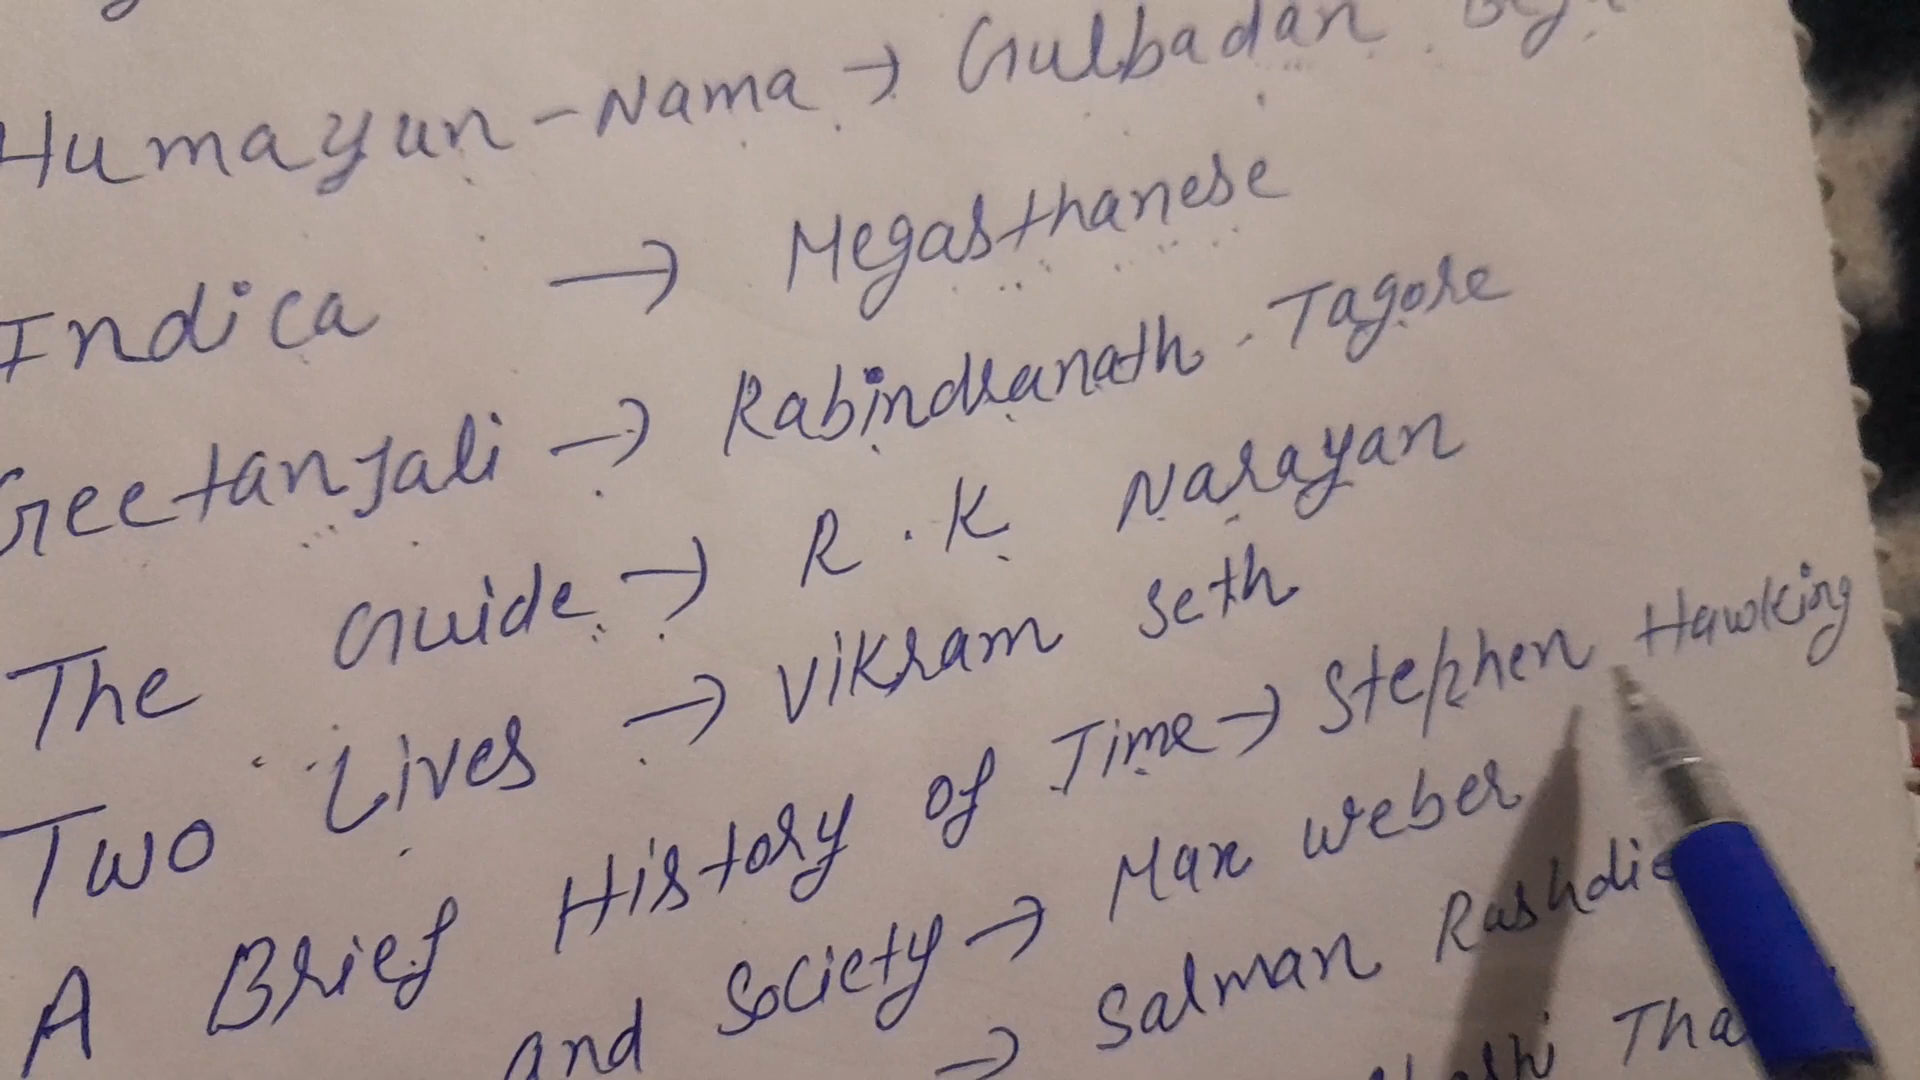 Humayun-Nama → Gulbadan
Indica → Megasthanese
Geetanjali → Rabindranath Tagore
The Guide → R.K Narayan
Two Lives → Vikram Seth
A Brief History of Time → Stephen Hawking
and Society → Max Weber
→ Salman Rashdie